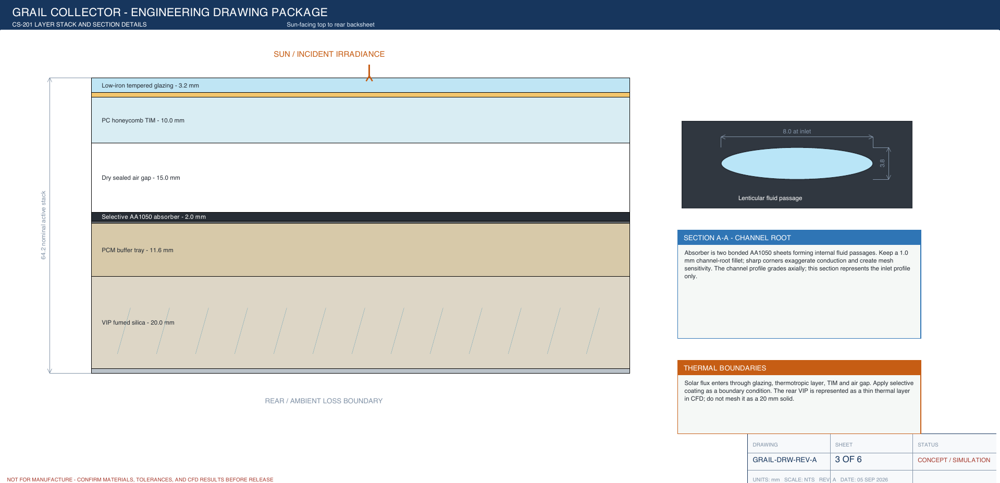 GRAIL COLLECTOR - ENGINEERING DRAWING PACKAGE
CS-201 LAYER STACK AND SECTION DETAILS
Sun-facing top to rear backsheet
SUN / INCIDENT IRRADIANCE
Low-iron tempered glazing - 3.2 mm
PC honeycomb TIM - 10.0 mm
Dry sealed air gap - 15.0 mm
Selective AA1050 absorber - 2.0 mm
PCM buffer tray - 11.6 mm
VIP fumed silica - 20.0 mm
64.2 nominal active stack
REAR / AMBIENT LOSS BOUNDARY
8.0 at inlet
3.8
Lenticular fluid passage
SECTION A-A - CHANNEL ROOT
Absorber is two bonded AA1050 sheets forming internal fluid passages. Keep a 1.0
mm channel-root fillet; sharp corners exaggerate conduction and create mesh
sensitivity. The channel profile grades axially; this section represents the inlet profile
only.
THERMAL BOUNDARIES
Solar flux enters through glazing, thermotropic layer, TIM and air gap. Apply selective
coating as a boundary condition. The rear VIP is represented as a thin thermal layer
in CFD; do not mesh it as a 20 mm solid.
DRAWING
SHEET
STATUS
GRAIL-DRW-REV-A
3 OF 6
CONCEPT / SIMULATION
UNITS: mm SCALE: NTS REV: A DATE: 05 SEP 2026
NOT FOR MANUFACTURE - CONFIRM MATERIALS, TOLERANCES, AND CFD RESULTS BEFORE RELEASE